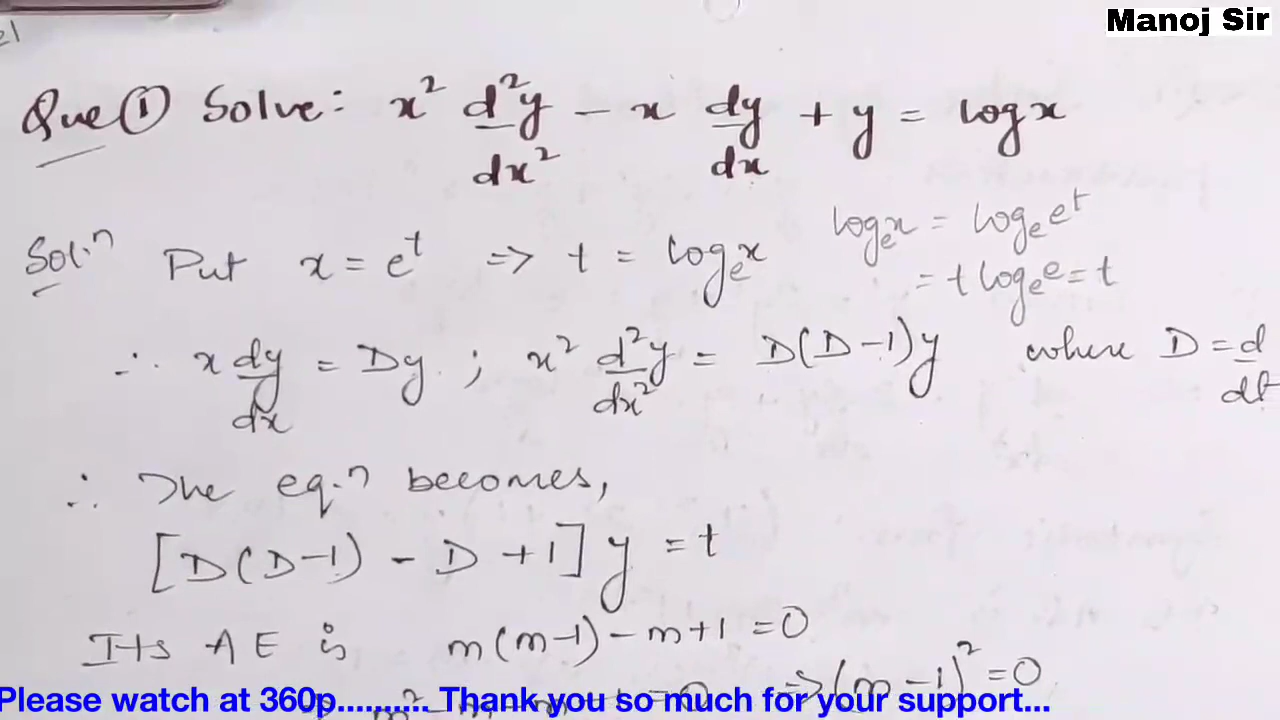 Manoj Sir
Que ① Solve: x² d²y/dx² - x dy/dx + y = log x
Sol.n Put x = e^t => t = logₑx
logₑx = logₑe^t
= t logₑe = t
∴ x dy/dx = Dy ; x² d²y/dx² = D(D-1)y where D = d/dt
∴ The eq.n becomes,
[D(D-1) - D + 1] y = t
Its AE is m(m-1) - m + 1 = 0
=> (m-1)² = 0
Please watch at 360p.......... Thank you so much for your support...